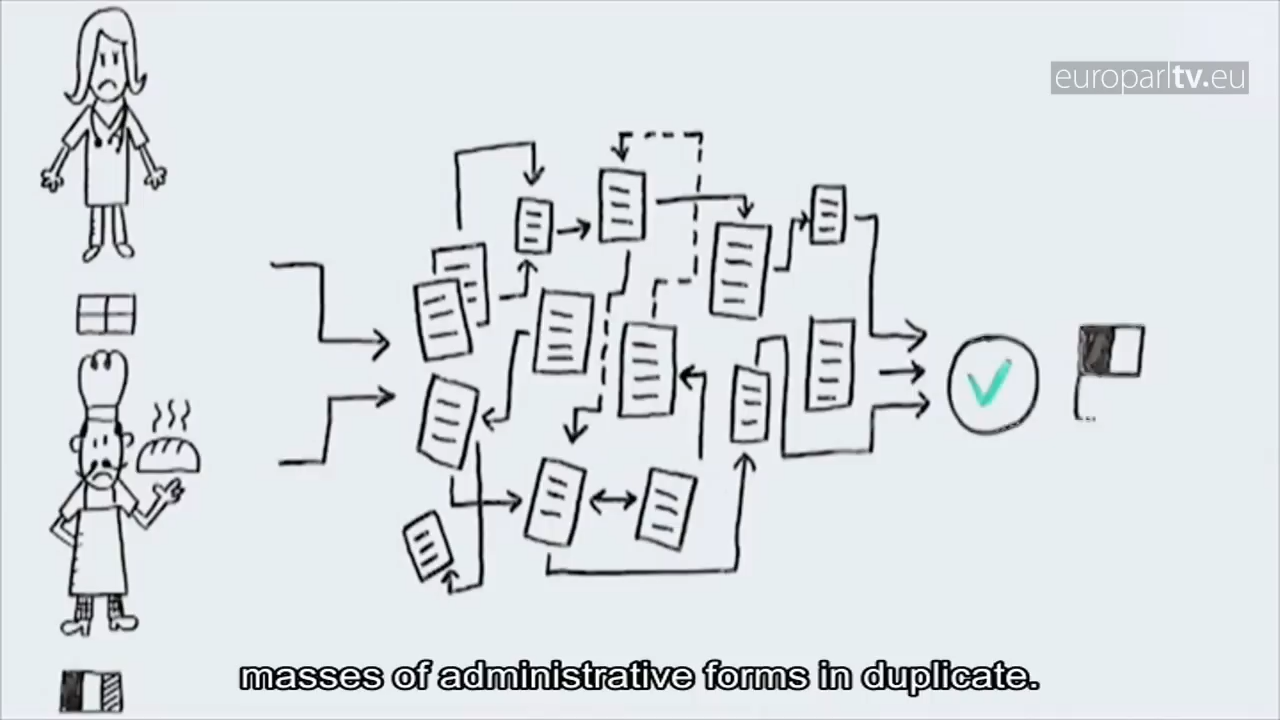 europarltv.eu
masses of administrative forms in duplicate.